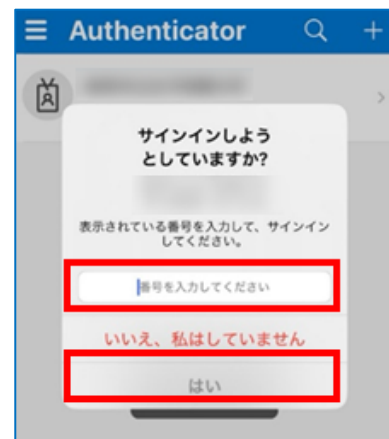 Authenticator
サインインしよう
としていますか?
表示されている番号を入力して、サインイン
してください。
番号を入力してください
いいえ、私はしていません
はい